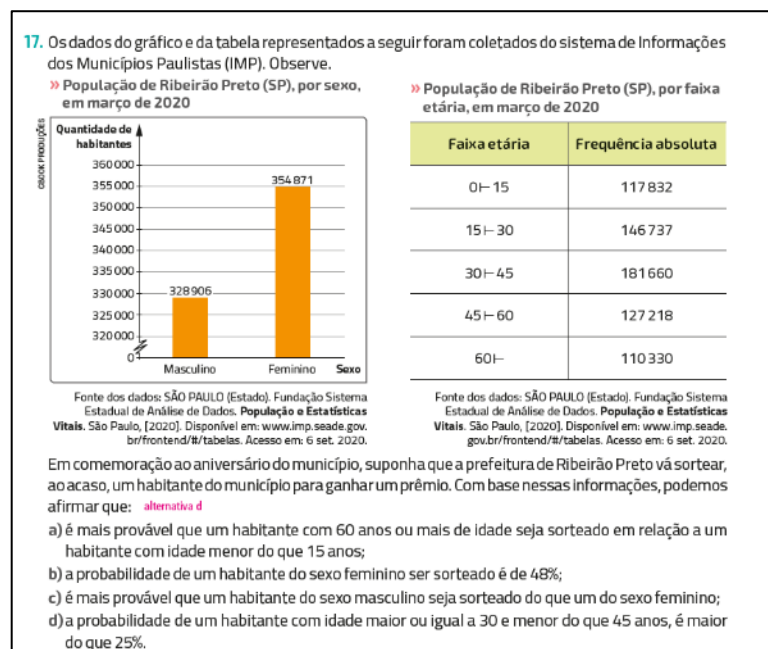 17. Os dados do gráfico e da tabela representados a seguir foram coletados do sistema de Informações
dos Municípios Paulistas (IMP). Observe.
» População de Ribeirão Preto (SP), por sexo,
em março de 2020
GBOOK PRODUÇÕES
Quantidade de
habitantes
360 000
355 000
350 000
345 000
340 000
335 000
330 000
325 000
320 000
0
328 906
354 871
Masculino
Feminino
Sexo
Fonte dos dados: SÃO PAULO (Estado). Fundação Sistema
Estadual de Análise de Dados. População e Estatísticas
Vitais. São Paulo, [2020]. Disponível em: www.imp.seade.gov.
br/frontend/#/tabelas. Acesso em: 6 set. 2020.
» População de Ribeirão Preto (SP), por faixa
etária, em março de 2020
Faixa etária Frequência absoluta
0⊢15 117 832
15⊢30 146 737
30⊢45 181 660
45⊢60 127 218
60⊢ 110 330
Fonte dos dados: SÃO PAULO (Estado). Fundação Sistema
Estadual de Análise de Dados. População e Estatísticas
Vitais. São Paulo, [2020]. Disponível em: www.imp.seade.
gov.br/frontend/#/tabelas. Acesso em: 6 set. 2020.
Em comemoração ao aniversário do município, suponha que a prefeitura de Ribeirão Preto vá sortear,
ao acaso, um habitante do município para ganhar um prêmio. Com base nessas informações, podemos
afirmar que: alternativa d
a) é mais provável que um habitante com 60 anos ou mais de idade seja sorteado em relação a um
habitante com idade menor do que 15 anos;
b) a probabilidade de um habitante do sexo feminino ser sorteado é de 48%;
c) é mais provável que um habitante do sexo masculino seja sorteado do que um do sexo feminino;
d) a probabilidade de um habitante com idade maior ou igual a 30 e menor do que 45 anos, é maior
do que 25%.